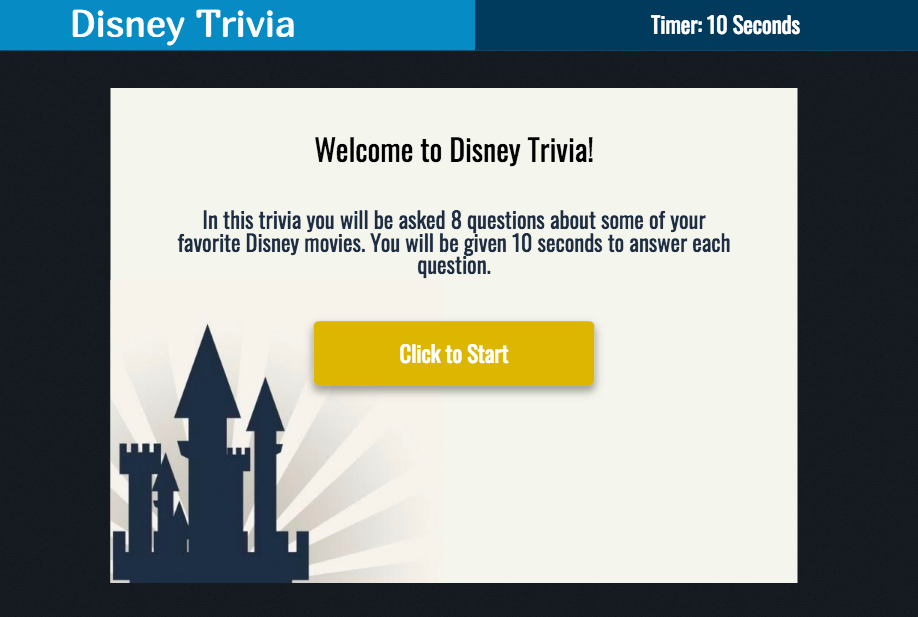 Disney Trivia
Timer: 10 Seconds
Welcome to Disney Trivia!
In this trivia you will be asked 8 questions about some of your
favorite Disney movies. You will be given 10 seconds to answer each
question.
Click to Start